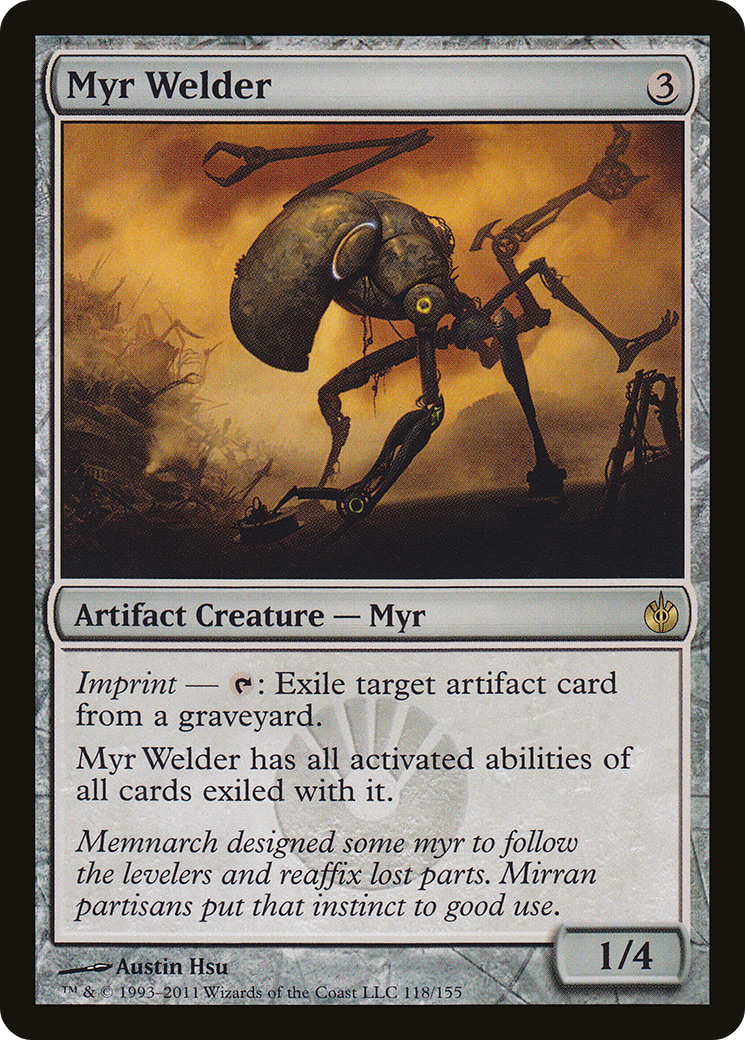 Myr Welder 3
Artifact Creature — Myr
Imprint — : Exile target artifact card
from a graveyard.
Myr Welder has all activated abilities of
all cards exiled with it.
Memnarch designed some myr to follow
the levelers and reaffix lost parts. Mirran
partisans put that instinct to good use.
1/4
Austin Hsu
™ & © 1993–2011 Wizards of the Coast LLC 118/155